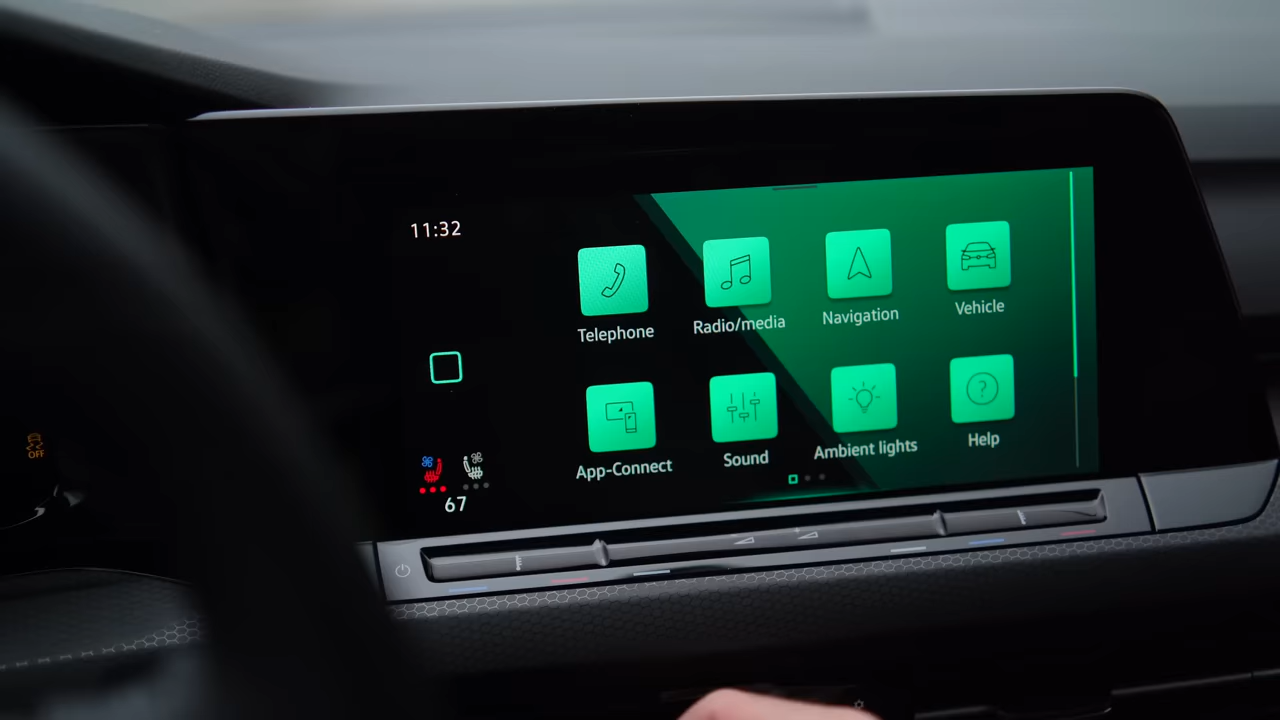 11:32
Telephone
Radio/media
Navigation
Vehicle
App-Connect
Sound
Ambient lights
? Help
67
OFF